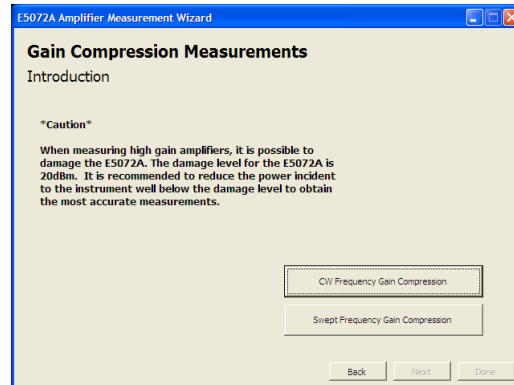 E5072A Amplifier Measurement Wizard
Gain Compression Measurements
Introduction
*Caution*
When measuring high gain amplifiers, it is possible to
damage the E5072A. The damage level for the E5072A is
20dBm. It is recommended to reduce the power incident
to the instrument well below the damage level to obtain
the most accurate measurements.
CW Frequency Gain Compression
Swept Frequency Gain Compression
Back Next Done